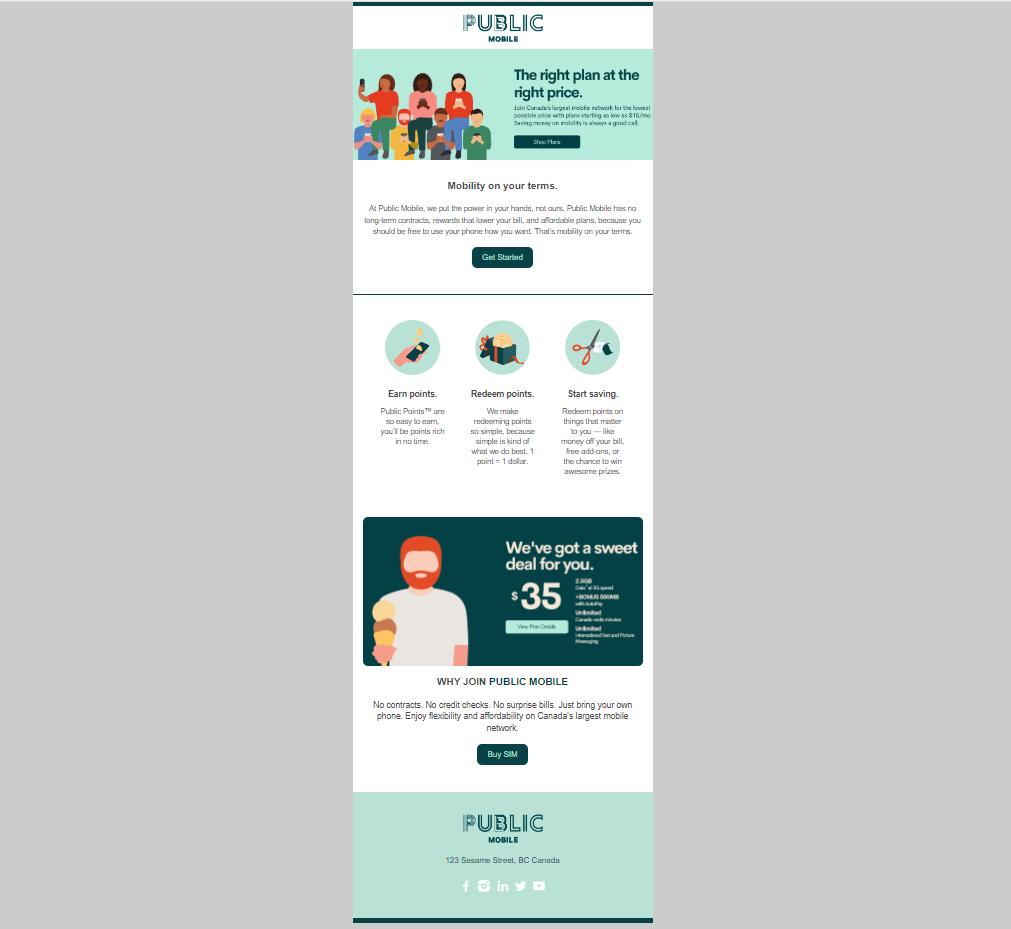 PUBLIC
MOBILE
The right plan at the
right price.
Join Canada's largest mobile network for the lowest
possible price with plans starting as low as $15/mo.
Saving money on mobility is always a good call.
Shop Plans
Mobility on your terms.
At Public Mobile, we put the power in your hands, not ours. Public Mobile has no
long-term contracts, rewards that lower your bill, and affordable plans, because you
should be free to use your phone how you want. That's mobility on your terms.
Get Started
Earn points.
Public Points™ are
so easy to earn,
you'll be points rich
in no time.
Redeem points.
We make
redeeming points
so simple, because
simple is kind of
what we do best. 1
point = 1 dollar.
Start saving.
Redeem points on
things that matter
to you — like
money off your bill,
free add-ons, or
the chance to win
awesome prizes.
We've got a sweet
deal for you.
$35
View Plan Details
2.5GB
Data at 3G speed
+BONUS 500MB
with AutoPay
Unlimited
Canada-wide minutes
Unlimited
International Text and Picture
Messaging
WHY JOIN PUBLIC MOBILE
No contracts. No credit checks. No surprise bills. Just bring your own
phone. Enjoy flexibility and affordability on Canada's largest mobile
network.
Buy SIM
PUBLIC
MOBILE
123 Sesame Street, BC Canada